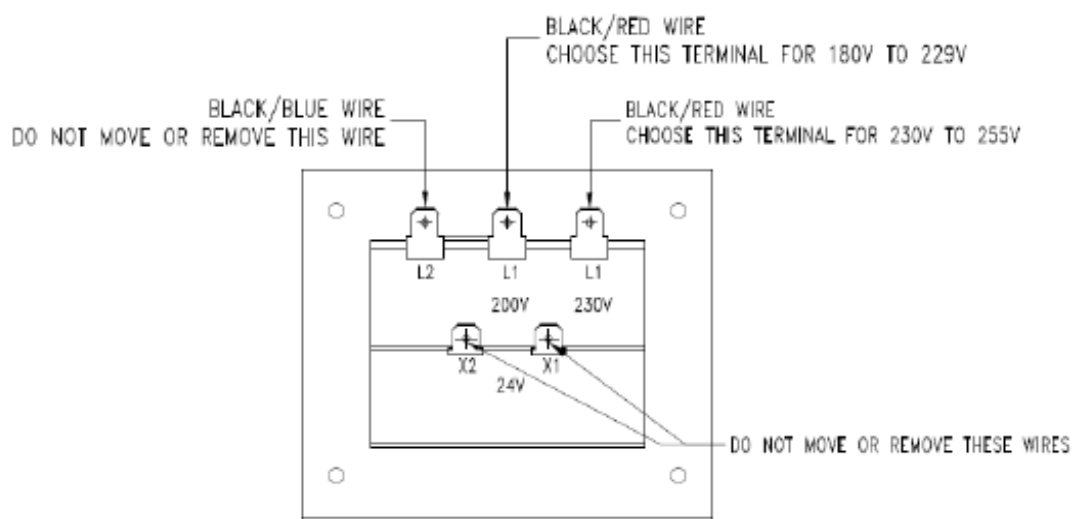 BLACK/RED WIRE
CHOOSE THIS TERMINAL FOR 180V TO 229V
BLACK/BLUE WIRE
DO NOT MOVE OR REMOVE THIS WIRE
BLACK/RED WIRE
CHOOSE THIS TERMINAL FOR 230V TO 255V
L2 L1 L1
200V 230V
X2 X1
24V
DO NOT MOVE OR REMOVE THESE WIRES